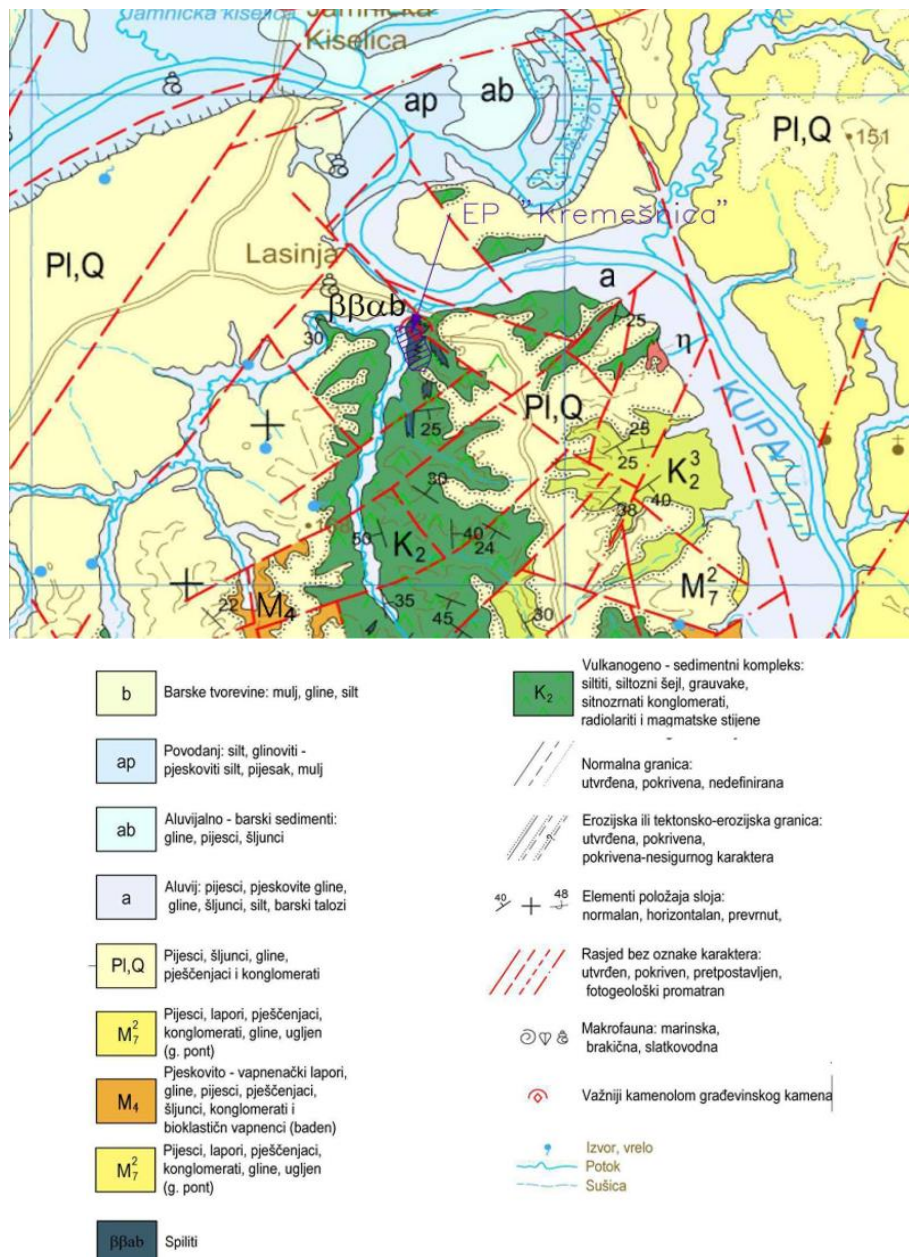 Jamnička kiselica
Jamnička
Kiselica
ap
ab
Pl,Q
151
EP "Kremešnica"
Pl,Q
Lasinja
a
ββαb
30
25
η
Pl,Q
KUPA
25
25
25
K₂³
30
40
38
50
K₂
40
24
M₇²
M₄
22
35
45
30
b
Barske tvorevine: mulj, gline, silt
ap
Povodanj: silt, glinoviti -
pjeskoviti silt, pijesak, mulj
ab
Aluvijalno - barski sedimenti:
gline, pijesci, šljunci
a
Aluvij: pijesci, pjeskovite gline,
gline, šljunci, silt, barski talozi
Pl,Q
Pijesci, šljunci, gline,
pješčenjaci i konglomerati
M₇²
Pijesci, lapori, pješčenjaci,
konglomerati, gline, ugljen
(g. pont)
M₄
Pjeskovito - vapnenački lapori,
gline, pijesci, pješčenjaci,
šljunci, konglomerati i
bioklastičn vapnenci (baden)
M₇²
Pijesci, lapori, pješčenjaci,
konglomerati, gline, ugljen
(g. pont)
ββab
Spiliti
K₂
Vulkanogeno - sedimentni kompleks:
siltiti, siltozni šejl, grauvake,
sitnozrnati konglomerati,
radiolariti i magmatske stijene
Normalna granica:
utvrđena, pokrivena, nedefinirana
?
Erozijska ili tektonsko-erozijska granica:
utvrđena, pokrivena,
pokrivena-nesigurnog karaktera
40
48
Elementi položaja sloja:
normalan, horizontalan, prevrnut,
Rasjed bez oznake karaktera:
utvrđen, pokriven, pretpostavljen,
fotogeološki promatran
Makrofauna: marinska,
brakična, slatkovodna
Važniji kamenolom građevinskog kamena
Izvor, vrelo
Potok
Sušica